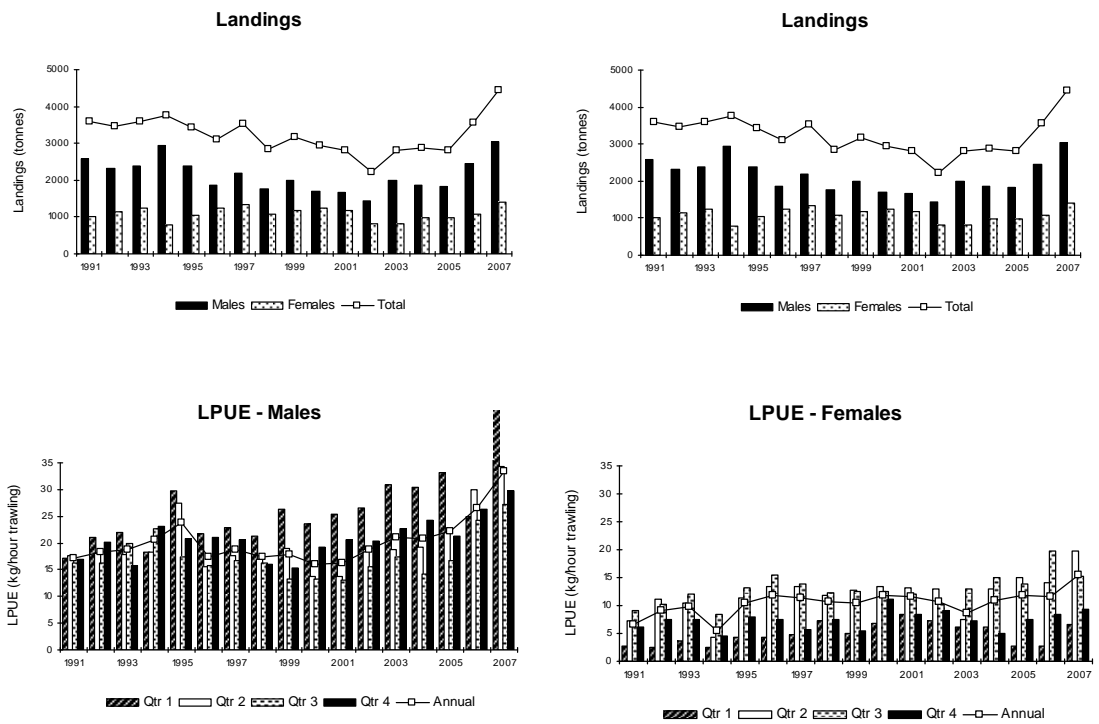 Landings
5000
4000
3000
2000
1000
0
Landings (tonnes)
1991 1993 1995 1997 1999 2001 2003 2005 2007
Males Females Total
Landings
5000
4000
3000
2000
1000
0
Landings (tonnes)
1991 1993 1995 1997 1999 2001 2003 2005 2007
Males Females Total
LPUE - Males
35
30
25
20
15
10
5
0
LPUE (kg/hour trawling)
1991 1993 1995 1997 1999 2001 2003 2005 2007
Qtr 1 Qtr 2 Qtr 3 Qtr 4 Annual
LPUE - Females
35
30
25
20
15
10
5
0
LPUE (kg/hour trawling)
1991 1993 1995 1997 1999 2001 2003 2005 2007
Qtr 1 Qtr 2 Qtr 3 Qtr 4 Annual